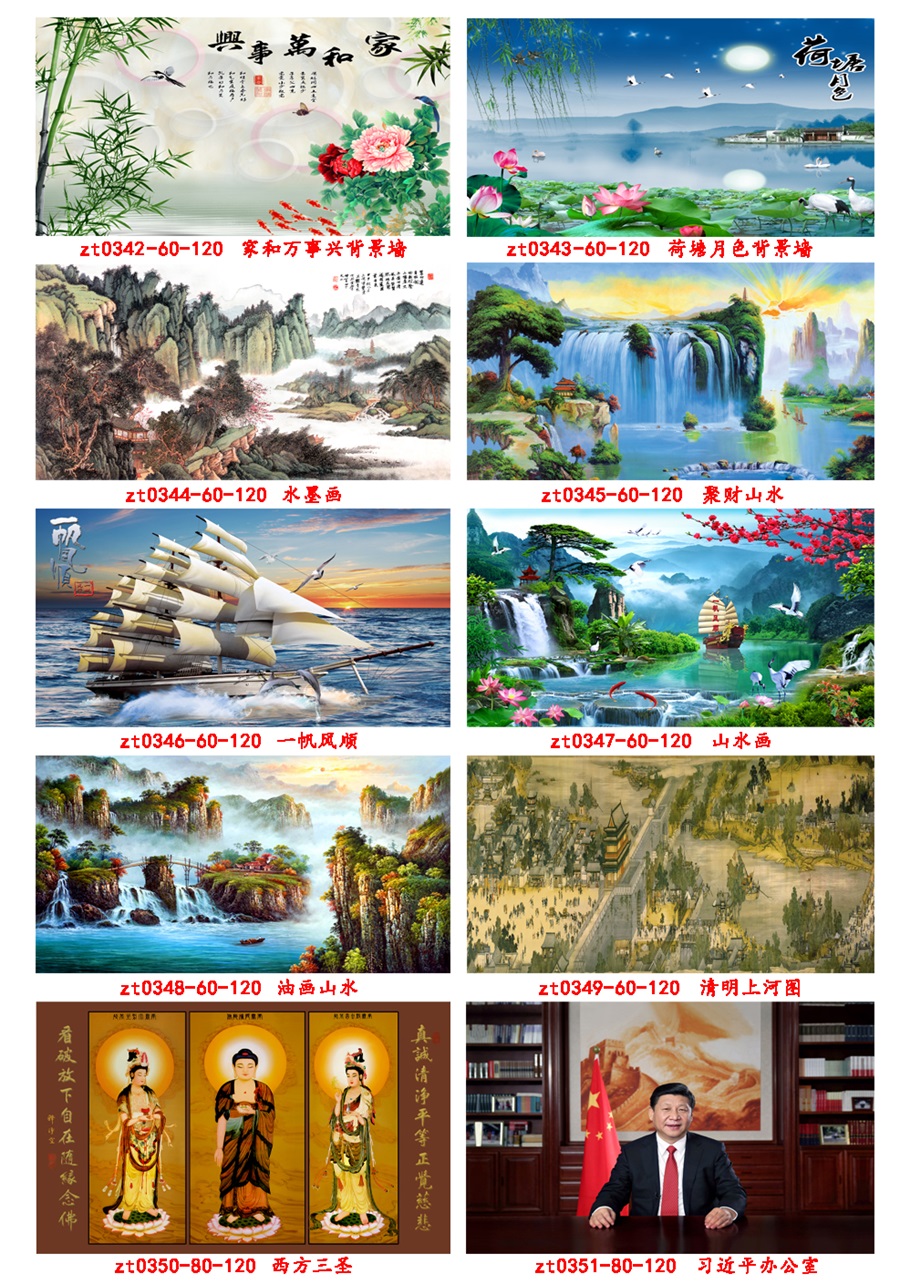 家和萬事興
荷塘月色
zt0342-60-120 家和万事兴背景墙
zt0343-60-120 荷塘月色背景墙
zt0344-60-120 水墨画
zt0345-60-120 聚财山水
一帆风順
zt0346-60-120 一帆风顺
zt0347-60-120 山水画
zt0348-60-120 油画山水
zt0349-60-120 清明上河图
看破放下自在随緣念佛
真誠清淨平等正覺慈悲
zt0350-80-120 西方三圣
zt0351-80-120 习近平办公室